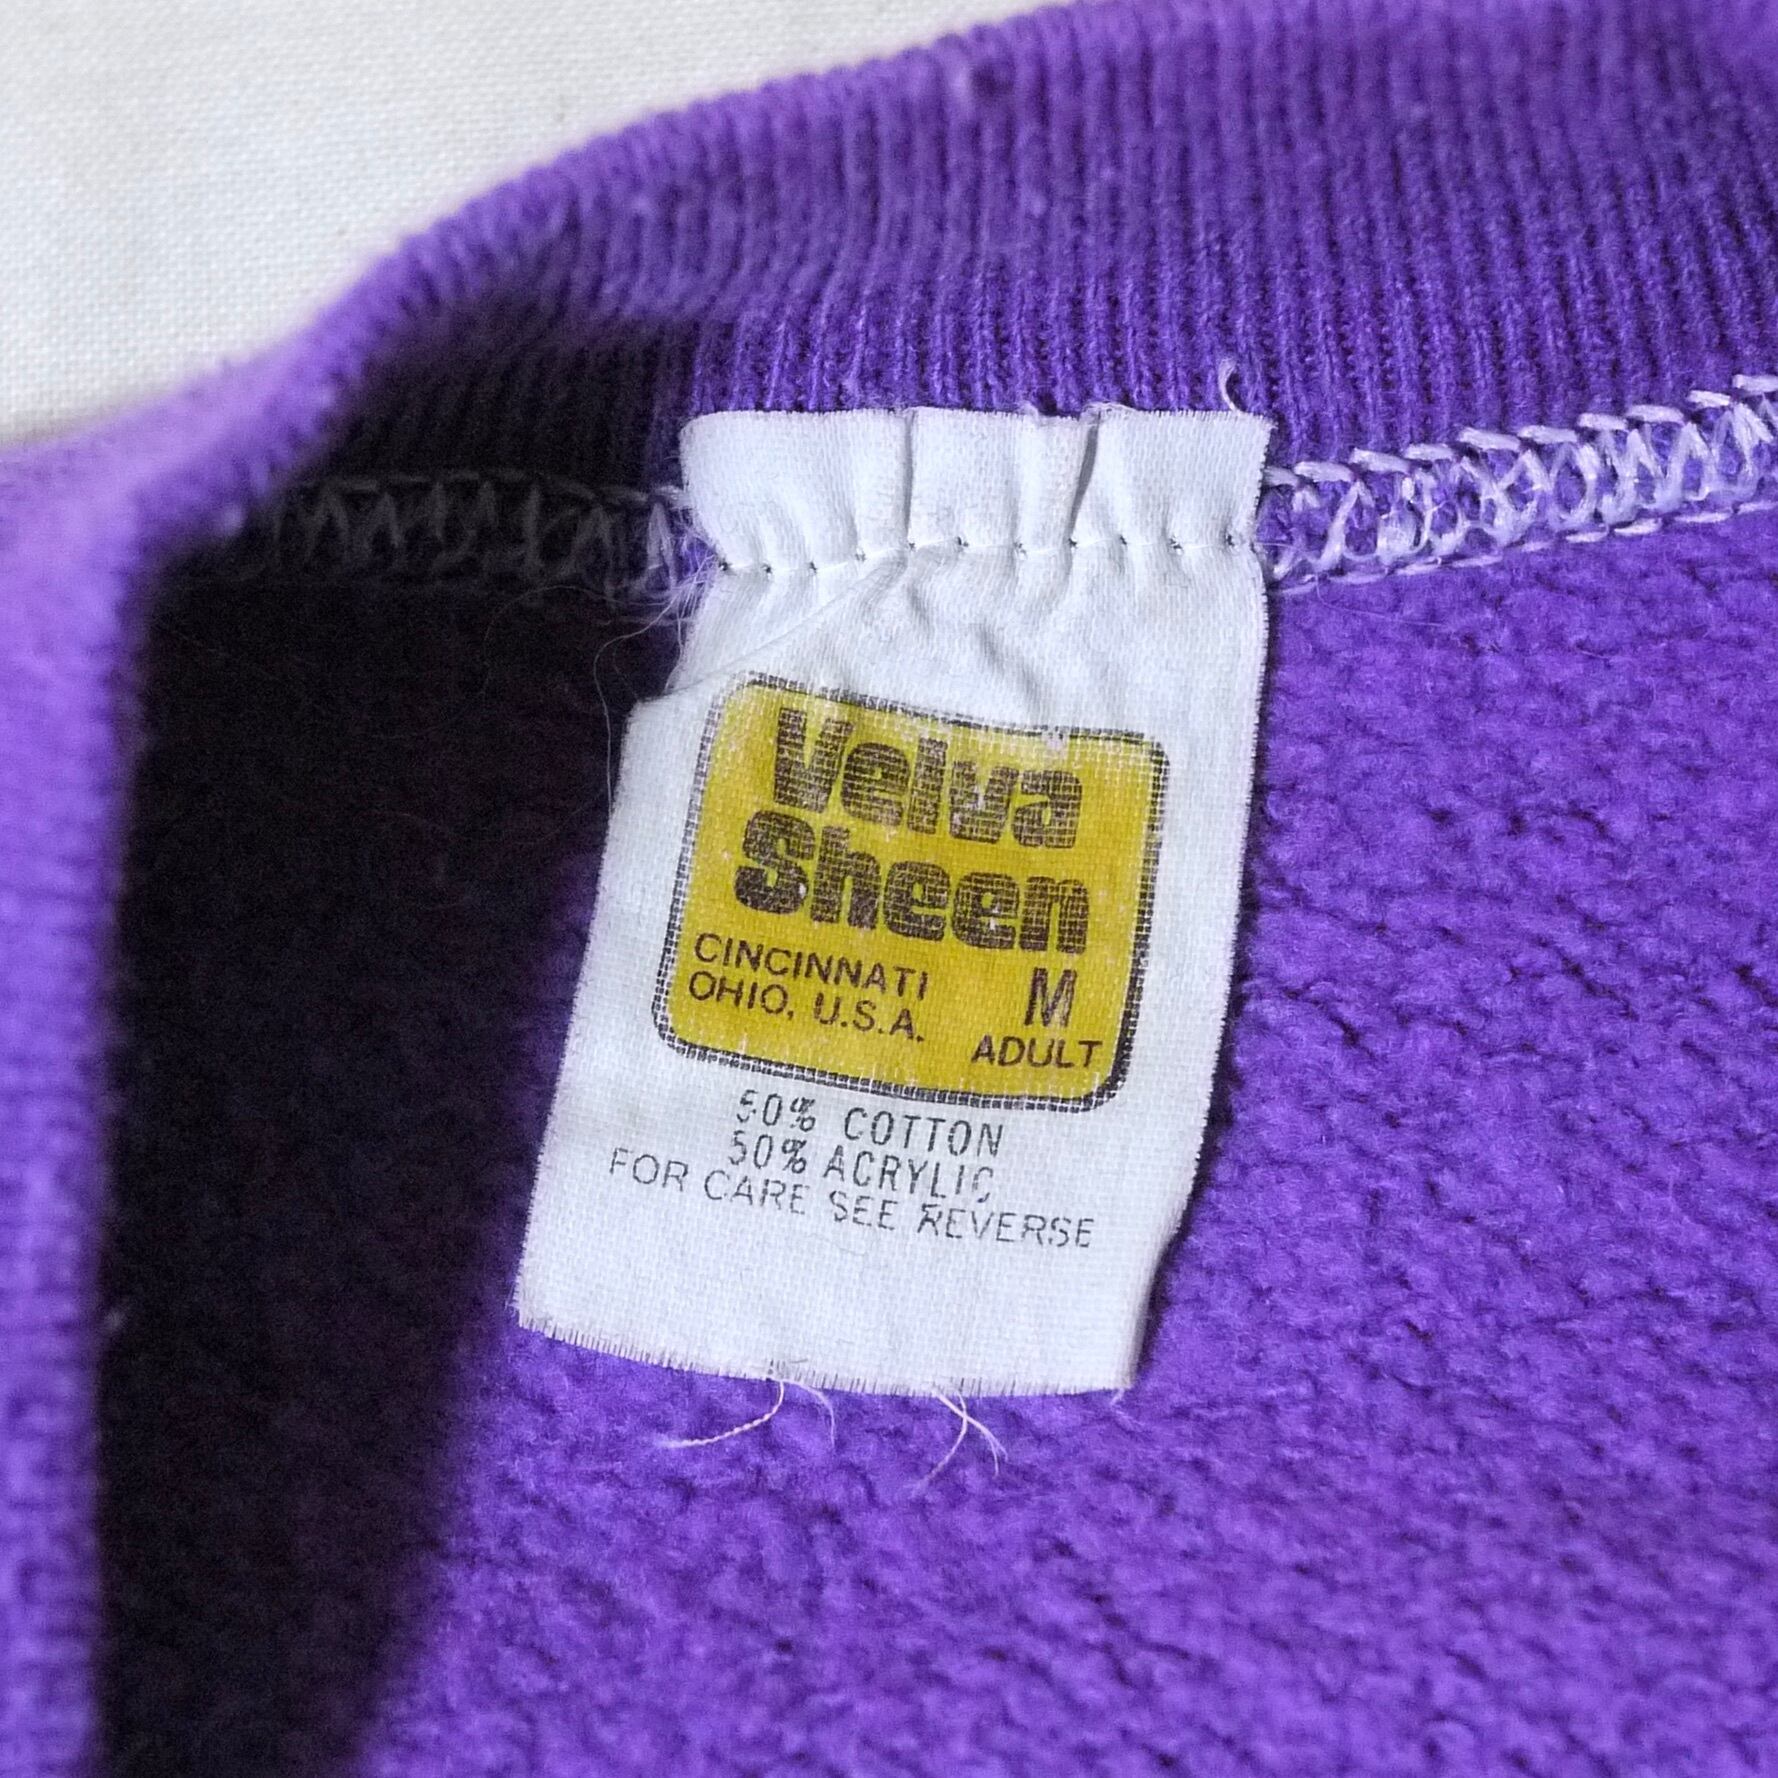 Velva
Sheen
CINCINNATI
OHIO, U.S.A.
M
ADULT
50% COTTON
50% ACRYLIC
FOR CARE SEE REVERSE